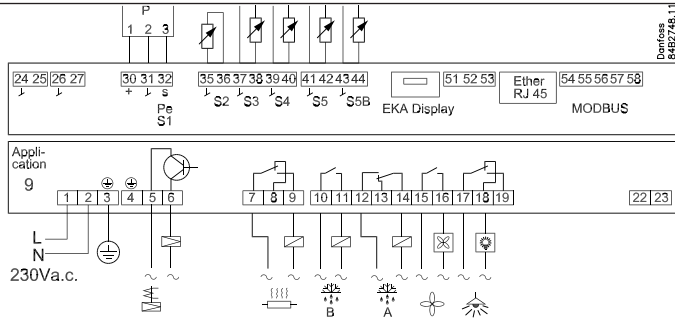 P
1 2 3
Danfoss
84B2748.11
24 25 26 27 30 31 32 35 36 37 38 39 40 41 42 43 44 51 52 53 54 55 56 57 58
+ s
S2 S3 S4 S5 S5B
Pe
S1
EKA Display
Ether
RJ 45
MODBUS
Appli-
cation
9
1 2 3 4 5 6 7 8 9 10 11 12 13 14 15 16 17 18 19 22 23
L
N
230Va.c.
B A